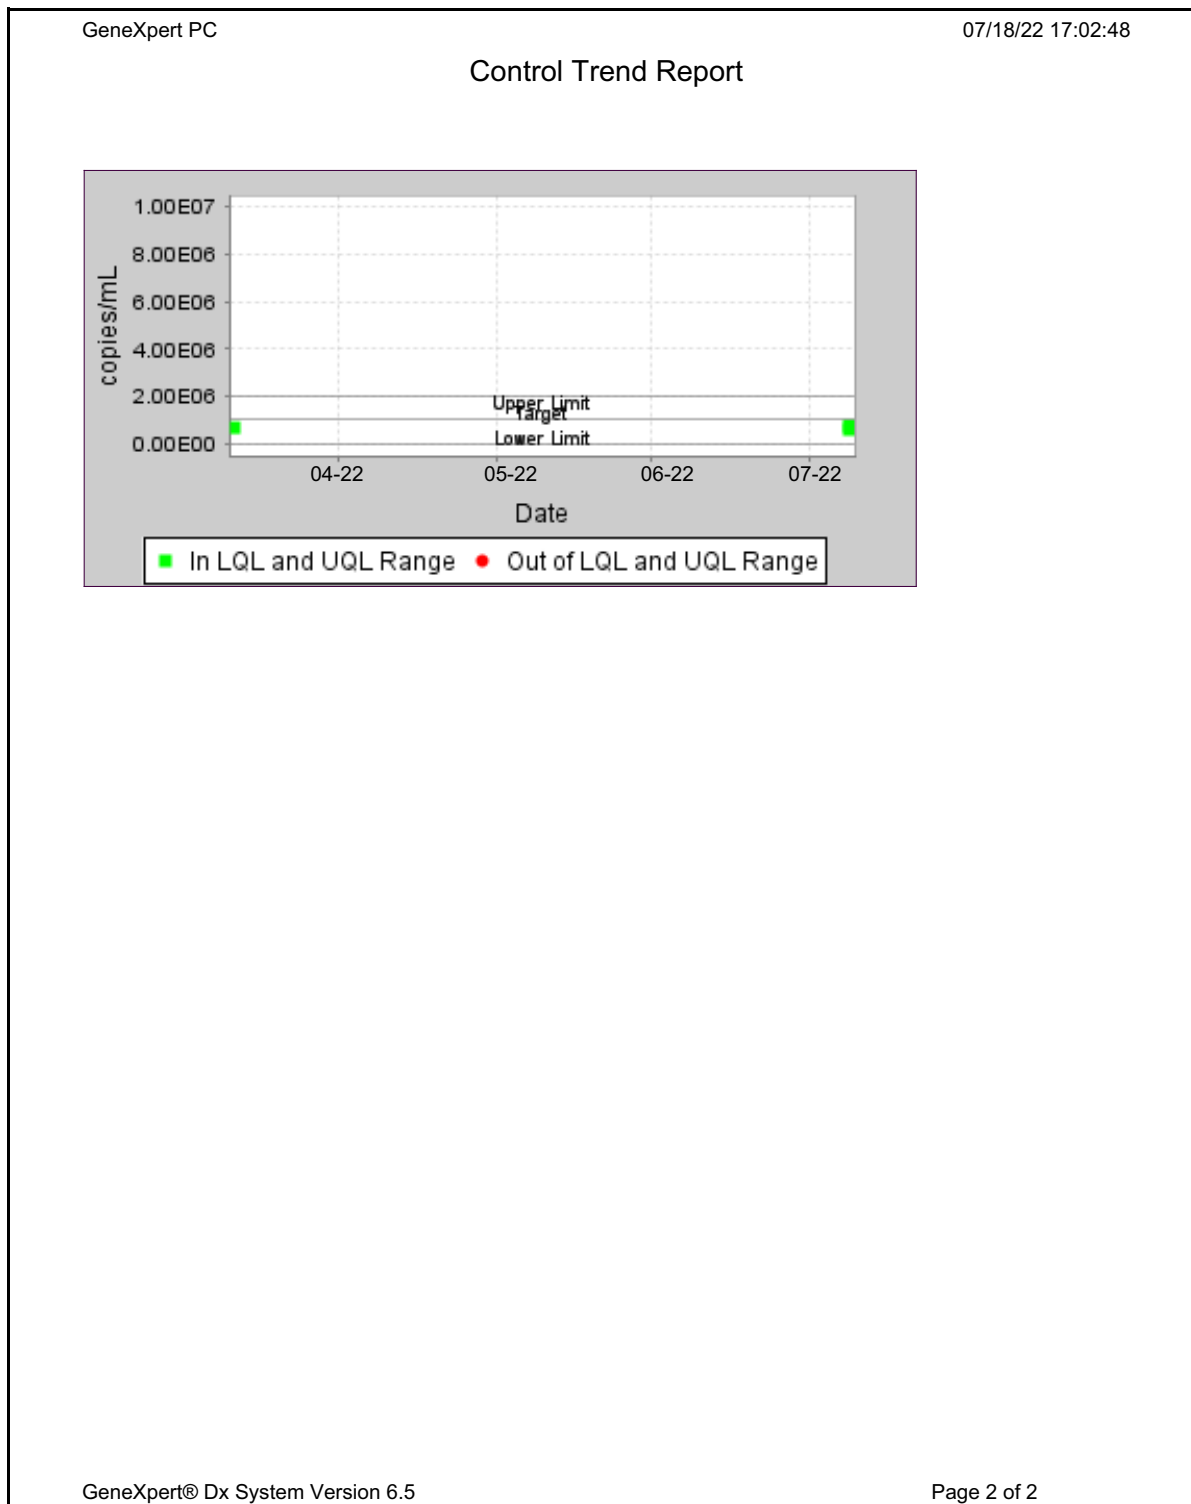 GeneXpert PC 07/18/22 17:02:48
Control Trend Report
1.00E07
8.00E06
6.00E06
4.00E06
2.00E06
0.00E00
copies/mL
Upper Limit
Target
Lower Limit
04-22 05-22 06-22 07-22
Date
In LQL and UQL Range Out of LQL and UQL Range
GeneXpert® Dx System Version 6.5 Page 2 of 2